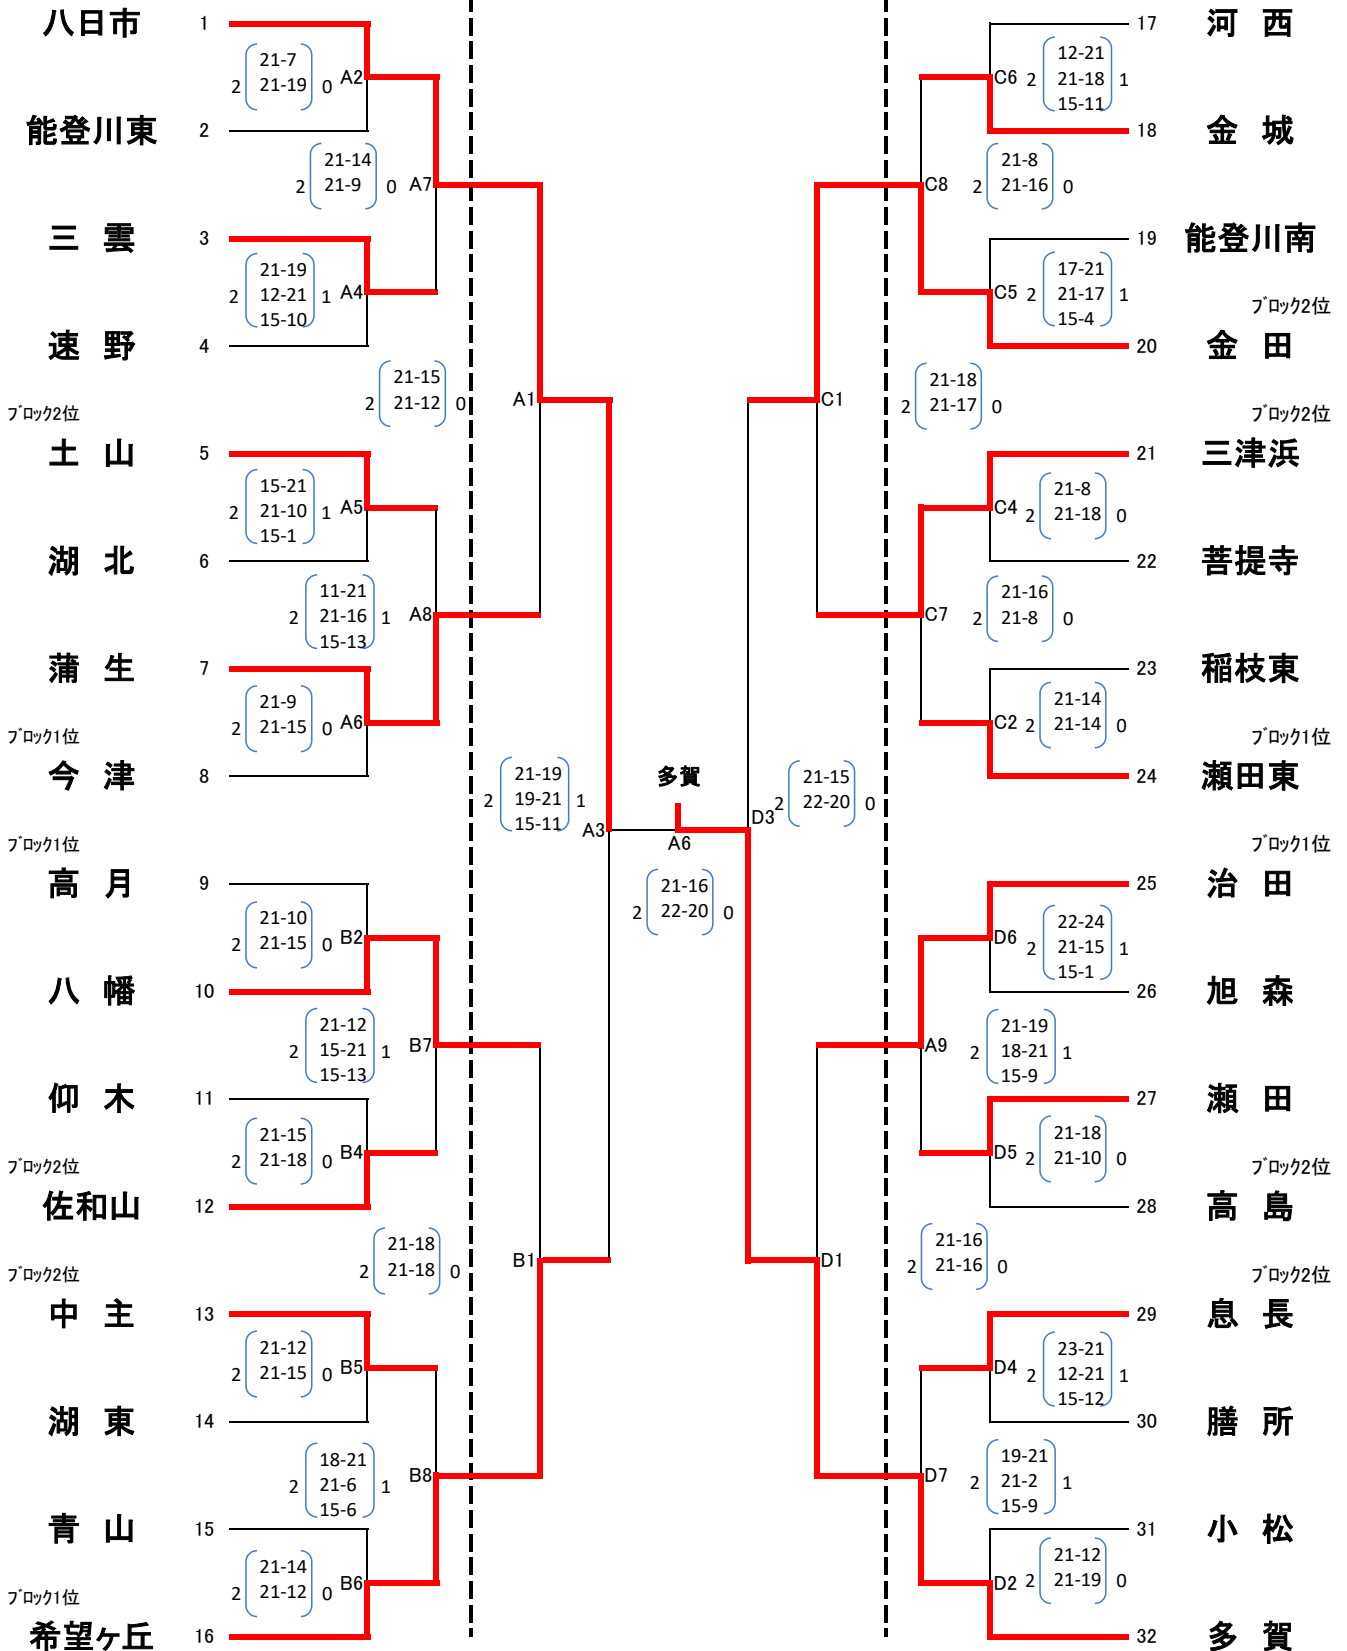 八日市 1
21-7
2 21-19 0 A2
能登川東 2
21-14
2 21-9 0 A7
三 雲 3
21-19
2 12-21 1 A4
15-10
速 野 4
21-15
2 21-12 0 A1
ブロック2位
土 山 5
15-21
2 21-10 1 A5
15-1
湖 北 6
11-21
2 21-16 1 A8
15-13
蒲 生 7
21-9
2 21-15 0 A6
ブロック1位
今 津 8
21-19
2 19-21 1
15-11
A3
ブロック1位
高 月 9
21-10
2 21-15 0 B2
八 幡 10
21-12
2 15-21 1 B7
15-13
仰 木 11
21-15
2 21-18 0 B4
ブロック2位
佐和山 12
21-18
2 21-18 0 B1
ブロック2位
中 主 13
21-12
2 21-15 0 B5
湖 東 14
18-21
2 21-6 1 B8
15-6
青 山 15
21-14
2 21-12 0 B6
ブロック1位
希望ヶ丘 16
多賀
A6
21-16
2 22-20 0
17 河 西
12-21
C6 2 21-18 1
15-11
18 金 城
21-8
C8 2 21-16 0
19 能登川南
17-21
C5 2 21-17 1
15-4
ブロック2位
20 金 田
21-18
C1 2 21-17 0
ブロック2位
21 三津浜
21-8
C4 2 21-18 0
22 菩提寺
21-16
C7 2 21-8 0
23 稲枝東
21-14
C2 2 21-14 0
ブロック1位
24 瀬田東
21-15
D3 2 22-20 0
ブロック1位
25 治 田
22-24
D6 2 21-15 1
15-1
26 旭 森
21-19
A9 2 18-21 1
15-9
27 瀬 田
21-18
D5 2 21-10 0
ブロック2位
28 高 島
21-16
D1 2 21-16 0
ブロック2位
29 息 長
23-21
D4 2 12-21 1
15-12
30 膳 所
19-21
D7 2 21-2 1
15-9
31 小 松
21-12
D2 2 21-19 0
32 多 賀